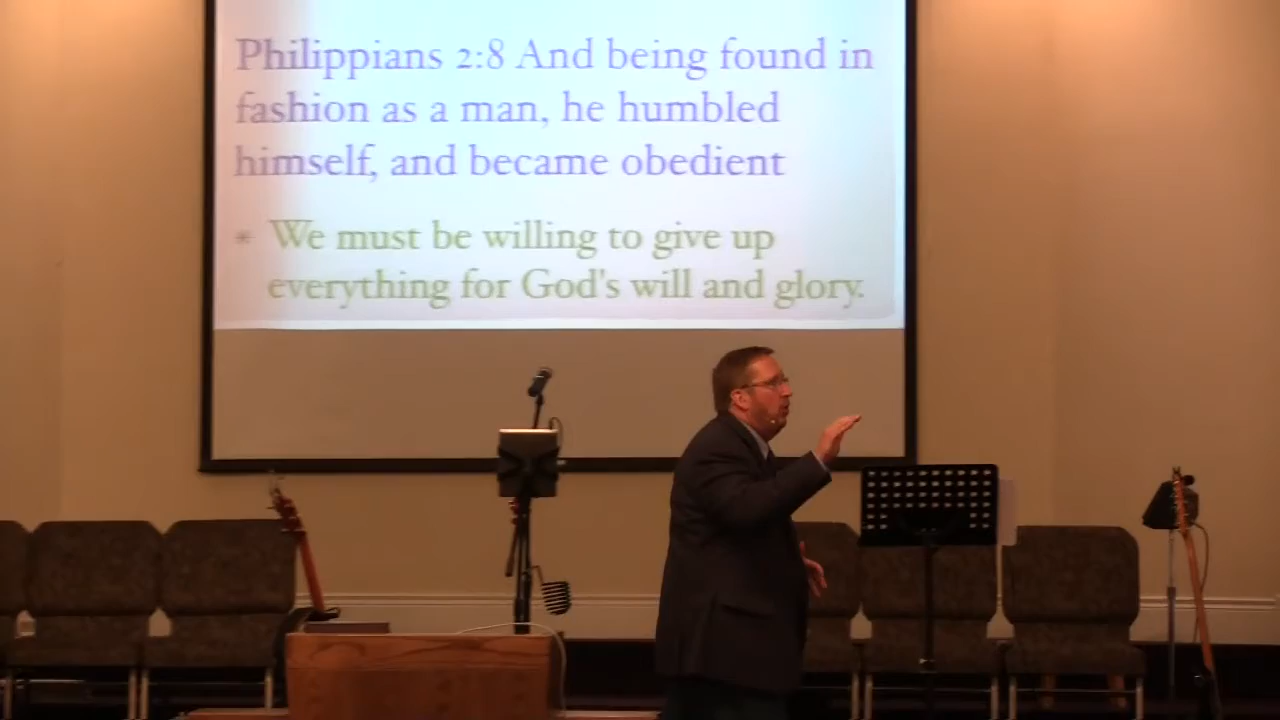 Philippians 2:8 And being found in
fashion as a man, he humbled
himself, and became obedient
* We must be willing to give up
everything for God's will and glory.